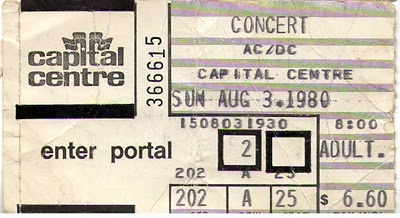 capital
centre
366615
CONCERT
AC/DC
CAPITAL CENTRE
SUN AUG 3,1980
1508031930 8:00
enter portal 2 ADULT.
202 A 25
202 A 25 $ 6.60